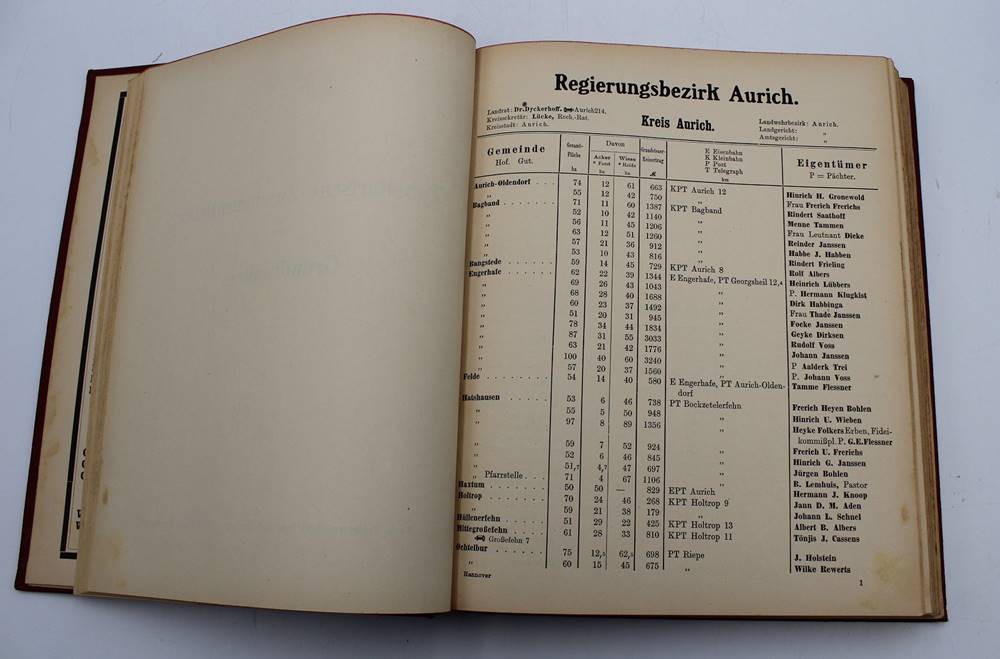 Regierungsbezirk Aurich.
Landrat: Dr. Dyckerhoff. Aurich 214.
Kreissekretär: Lücke, Rech.-Rat.
Kreisstadt: Aurich.
Kreis Aurich.
Landwehrbezirk: Aurich.
Landgericht: „
Amtsgericht: „
Gemeinde Hof. Gut. Gesamt-Fläche ha Davon Acker * Forst ha Wiese * Heide ha Grundsteuer-Reinertrag ℳ E Eisenbahn K Kleinbahn P Post T Telegraph km Eigentümer P = Pächter.
Aurich-Oldendorf . . . 74 12 61 663 KPT Aurich 12 Hinrich H. Gronewold
„ 55 12 42 750 „ Frau Frerich Frerichs
Bagband . . . . . . . 71 11 60 1387 KPT Bagband Rindert Saathoff
„ 52 10 42 1140 „ Menne Tammen
„ 56 11 45 1206 „ Frau Leutnant Dieke
„ 63 12 51 1260 „ Reinder Janssen
„ 57 21 36 912 „ Habbe J. Habben
„ 53 10 43 816 „ Rindert Frieling
Bangstede . . . . . . 59 14 45 729 KPT Aurich 8 Rolf Albers
Engerhafe . . . . . . 62 22 39 1344 E Engerhafe, PT Georgsheil 12,4 Heinrich Lübbers
„ 69 26 43 1043 „ P. Hermann Klugkist
„ 68 28 40 1688 „ Dirk Habbinga
„ 60 23 37 1492 „ Frau Thade Janssen
„ 51 20 31 945 „ Focke Janssen
„ 78 34 44 1834 „ Geyke Dirksen
„ 87 31 55 3033 „ Rudolf Voss
„ 63 21 42 1776 „ Johann Janssen
„ 100 40 60 3240 „ P Aalderk Trei
„ 57 20 37 1560 „ P. Johann Voss
Felde . . . . . . . . 54 14 40 580 E Engerhafe, PT Aurich-Olden- Tamme Flessner
dorf
Hatshausen . . . . . . 53 6 46 738 PT Bockzetelerfehn Frerich Heyen Bohlen
„ 55 5 50 948 „ Hinrich U. Wieben
„ 97 8 89 1356 „ Heyke Folkers Erben, Fidei-
kommißpl. P. G.E.Flessner
„ 59 7 52 924 „ Frerich U. Frerichs
„ 52 6 46 845 „ Hinrich G. Janssen
„ 51,7 4,7 47 697 „ Jürgen Bohlen
„ Pfarrstelle . . . 71 4 67 1106 „ B. Lemhuis, Pastor
Haxtum . . . . . . . 50 50 — 829 EPT Aurich Hermann J. Knoop
Holtrop . . . . . . . 70 24 46 268 KPT Holtrop 9 Jann D. M. Aden
„ 59 21 38 179 „ Johann L. Schnel
Hüllenerfehn . . . . . 51 29 22 425 KPT Holtrop 13 Albert B. Albers
Mittegroßefehn . . . . 61 28 33 810 KPT Holtrop 11 Tönjis J. Cassens
Großefehn 7
Ochtelbur . . . . . . 75 12,5 62,5 698 PT Riepe J. Holstein
„ 60 15 45 675 „ Wilke Rewerts
Hannover
1